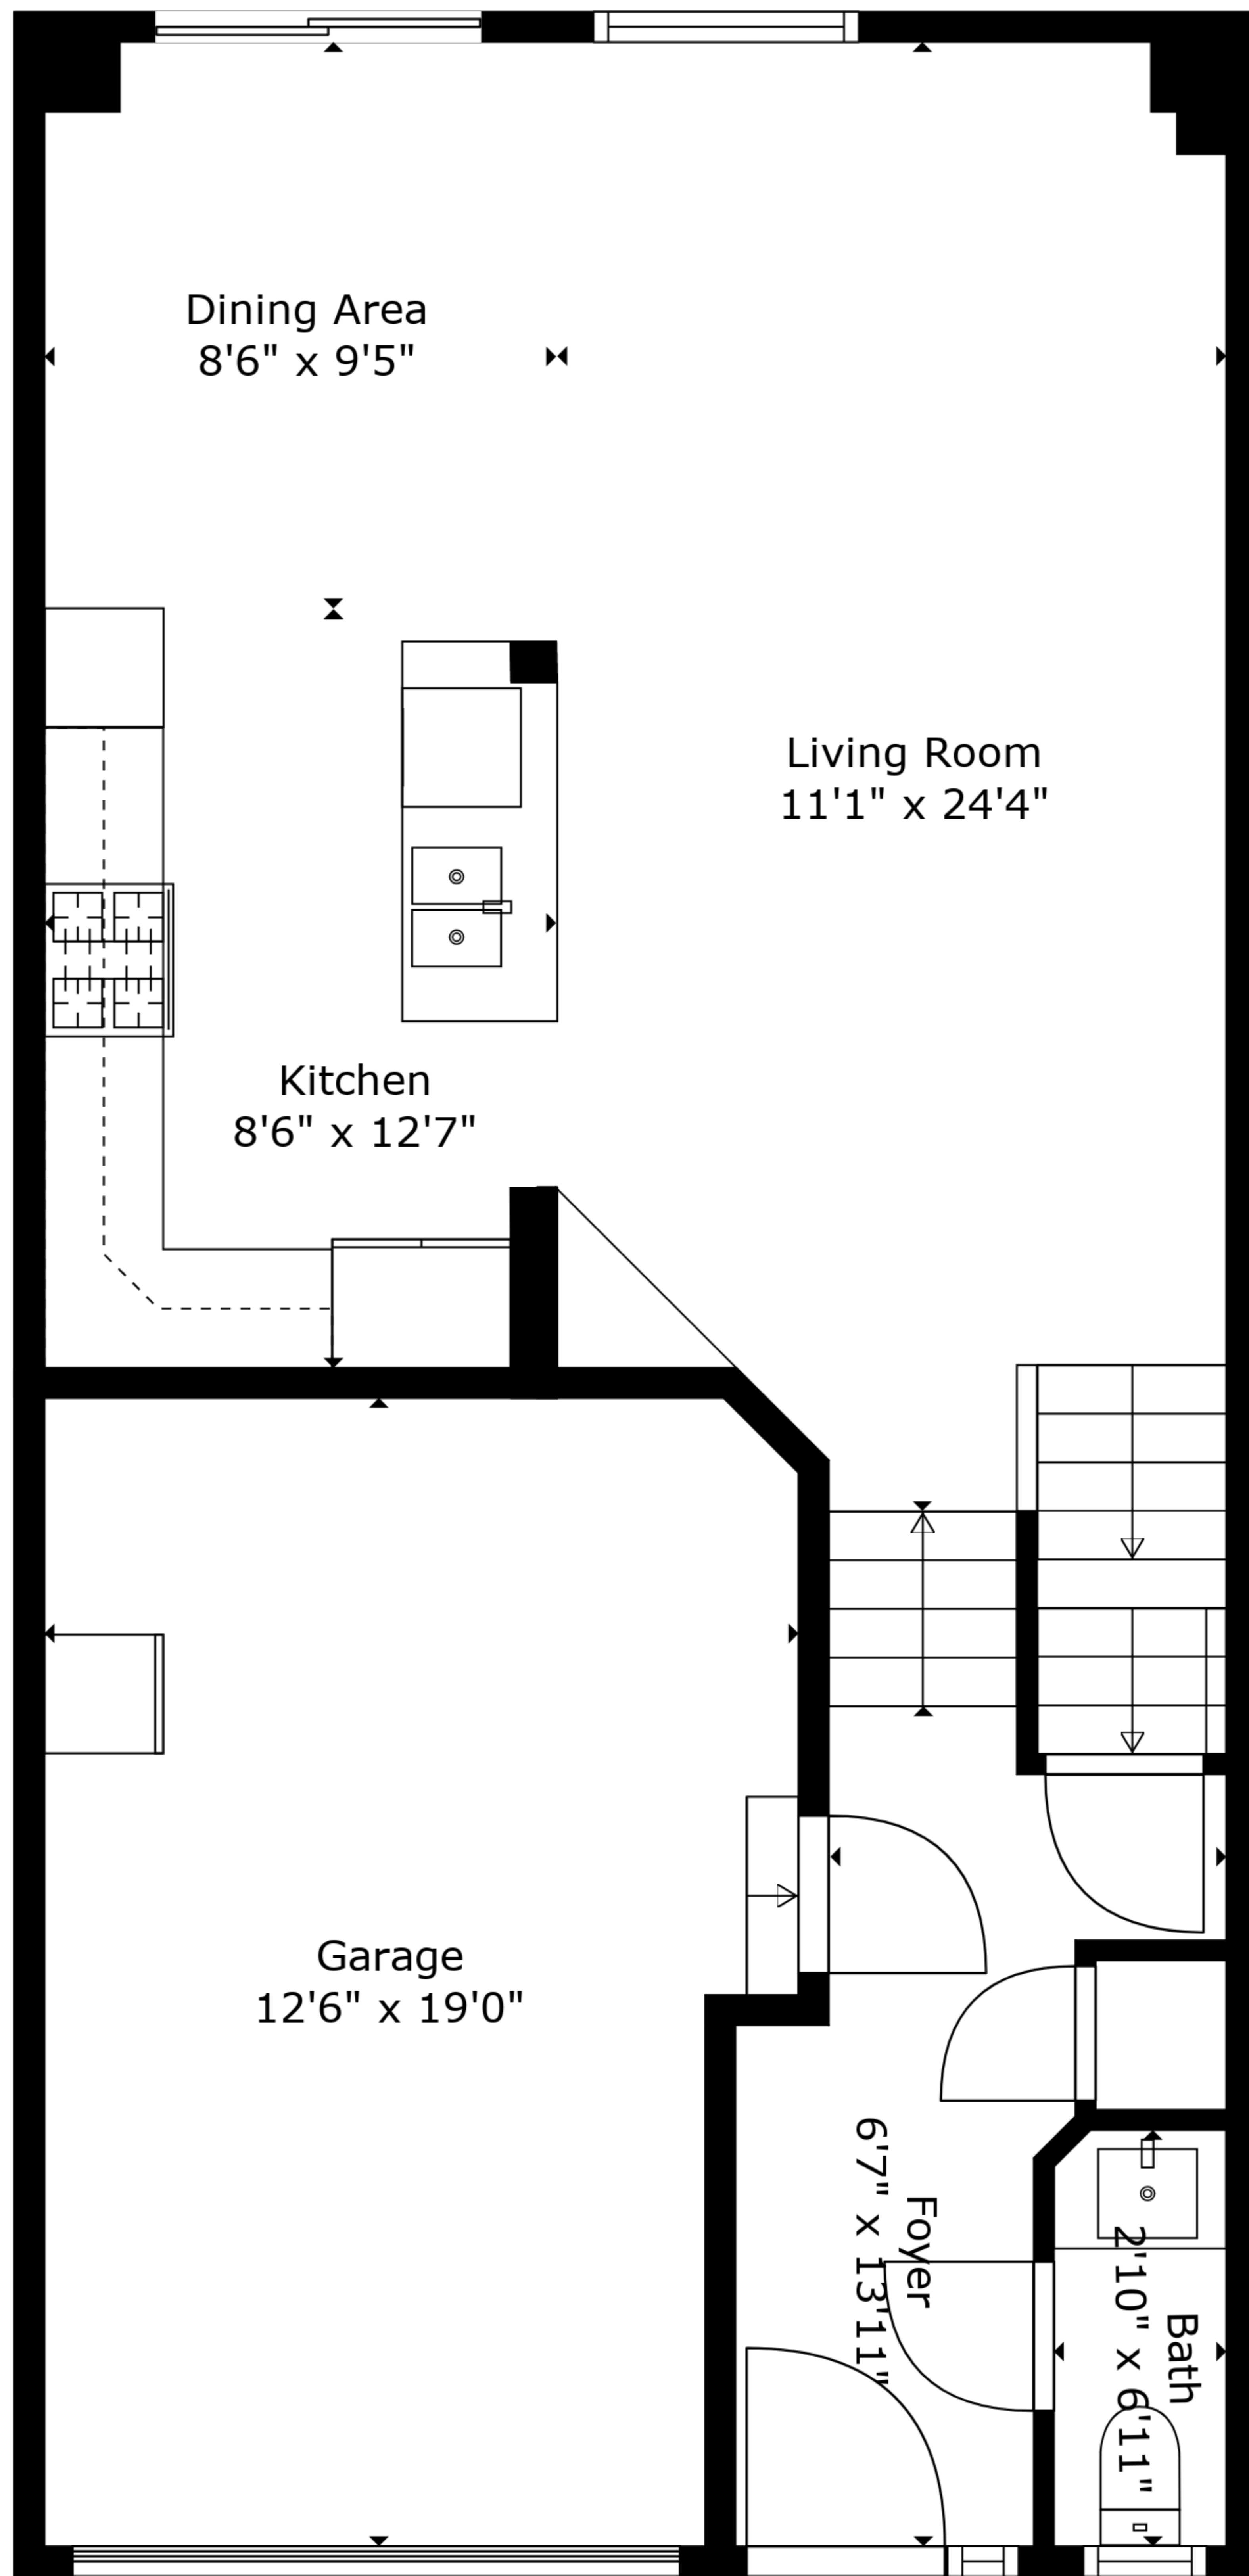 Dining Area
8'6" x 9'5"
Living Room
11'1" x 24'4"
Kitchen
8'6" x 12'7"
Garage
12'6" x 19'0"
Foyer
6'7" x 13'11"
Bath
2'10" x 6'11"